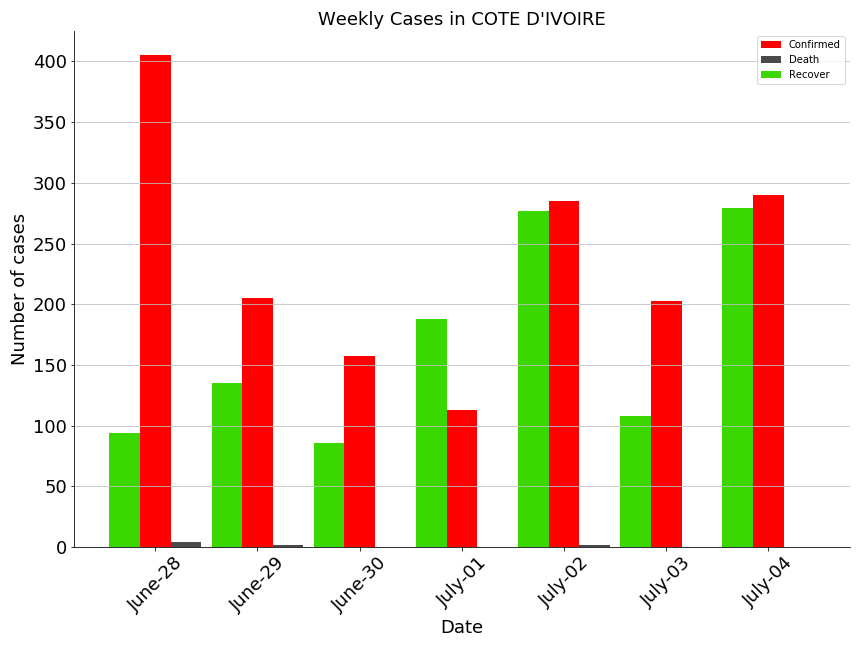 Weekly Cases in COTE D'IVOIRE
Confirmed
Death
Recover
Number of cases
400
350
300
250
200
150
100
50
0
June-28
June-29
June-30
July-01
July-02
July-03
July-04
Date